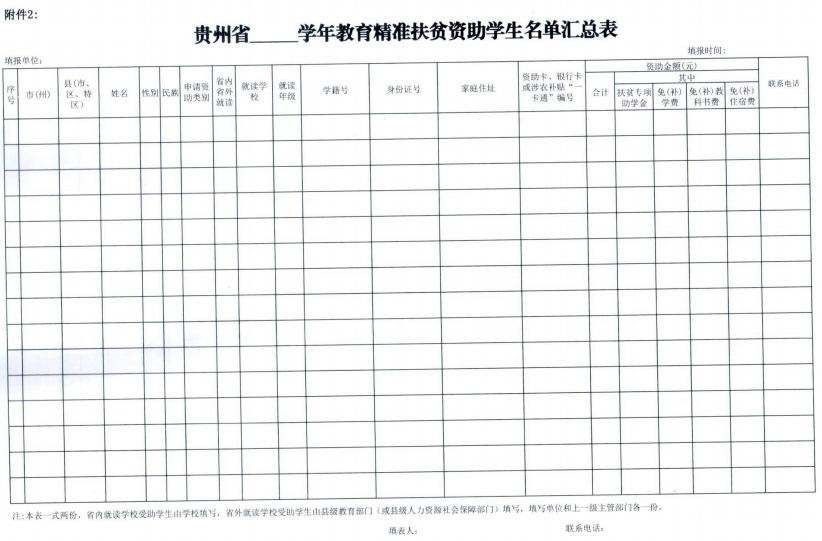 附件2:
贵州省_____学年教育精准扶贫资助学生名单汇总表
填报单位: 填报时间:
序号 市(州) 县(市、区、特区) 姓名 性别 民族 申请资助类别 省内省外就读 就读学校 就读年级 学籍号 身份证号 家庭住址 资助卡、银行卡或涉农补贴“一卡通”编号 资助金额(元) 联系电话
合计 其中
扶贫专项助学金 免(补)学费 免(补)教科书费 免(补)住宿费
注:本表一式两份，省内就读学校受助学生由学校填写，省外就读学校受助学生由县级教育部门（或县级人力资源社会保障部门）填写，填写单位和上一级主管部门各一份。
填表人: 联系电话: